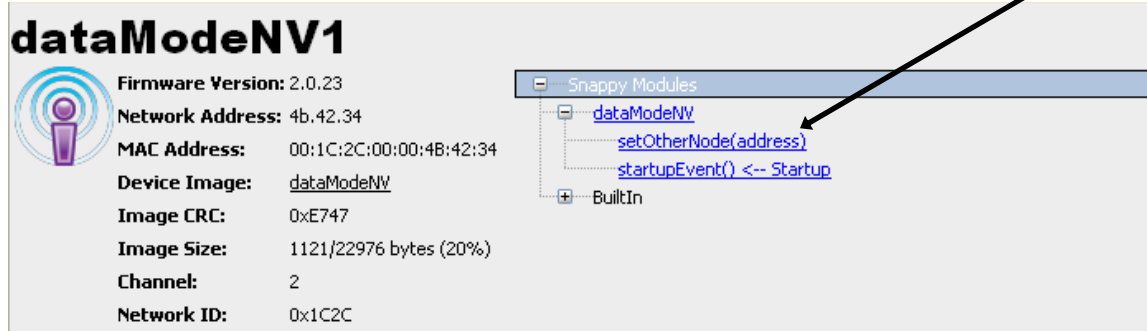 dataModeNV1
Firmware Version: 2.0.23
Network Address: 4b.42.34
MAC Address: 00:1C:2C:00:00:4B:42:34
Device Image: dataModeNV
Image CRC: 0xE747
Image Size: 1121/22976 bytes (20%)
Channel: 2
Network ID: 0x1C2C
Snappy Modules
dataModeNV
setOtherNode(address)
startupEvent() <-- Startup
BuiltIn